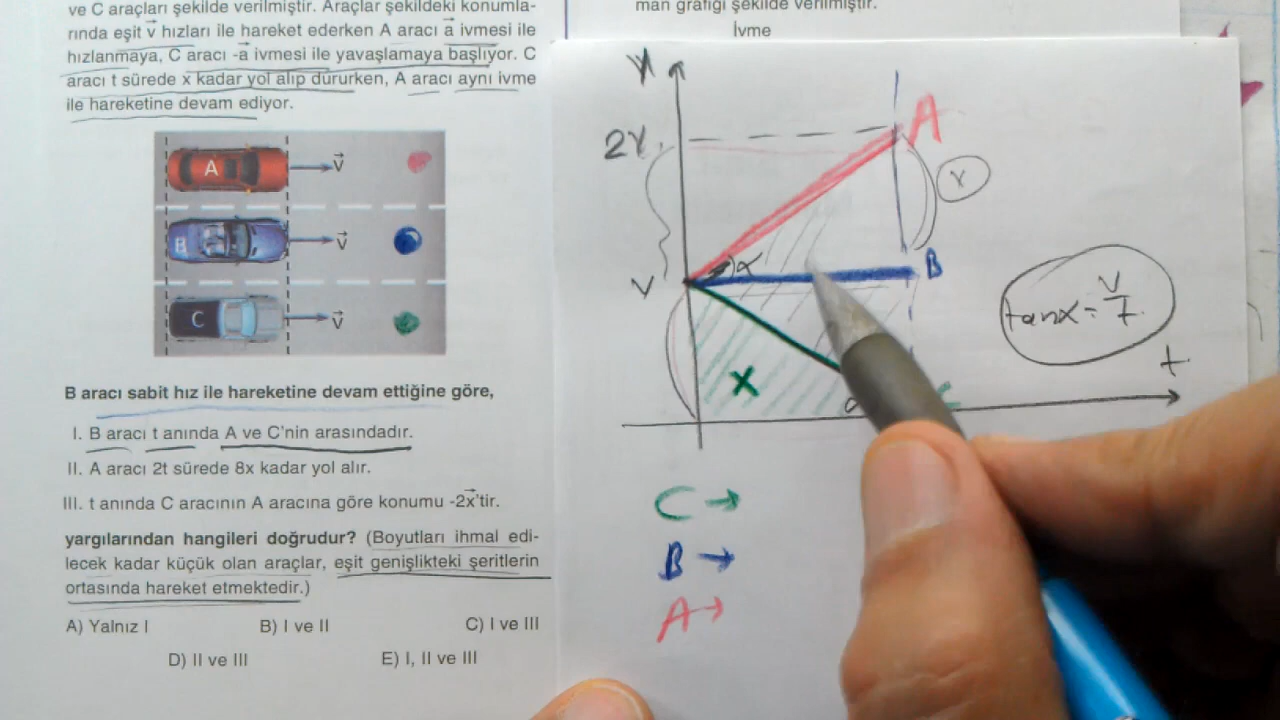 ve C araçları şekilde verilmiştir. Araçlar şekildeki konumla-
rında eşit v hızları ile hareket ederken A aracı a ivmesi ile
hızlanmaya, C aracı -a ivmesi ile yavaşlamaya başlıyor. C
aracı t sürede x kadar yol alıp dururken, A aracı aynı ivme
ile hareketine devam ediyor.
A v
B v
C v
B aracı sabit hız ile hareketine devam ettiğine göre,
I. B aracı t anında A ve C'nin arasındadır.
II. A aracı 2t sürede 8x kadar yol alır.
III. t anında C aracının A aracına göre konumu -2x'tir.
yargılarından hangileri doğrudur? (Boyutları ihmal edi-
lecek kadar küçük olan araçlar, eşit genişlikteki şeritlerin
ortasında hareket etmektedir.)
A) Yalnız I B) I ve II C) I ve III
D) II ve III E) I, II ve III
man grafiği şekilde verilmiştir.
İvme
V
2V A
V
V α B
tanα = V/T
t
X
C →
B →
A →